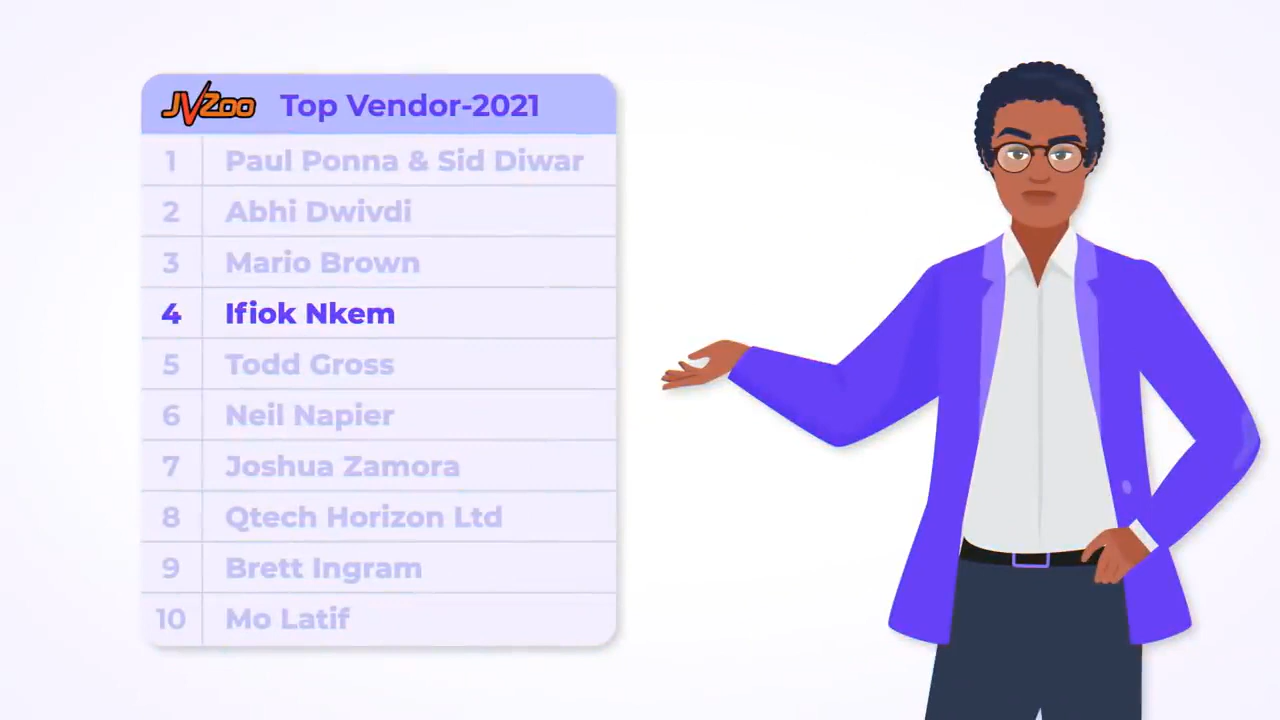 JVZoo Top Vendor-2021
1 Paul Ponna & Sid Diwar
2 Abhi Dwivdi
3 Mario Brown
4 Ifiok Nkem
5 Todd Gross
6 Neil Napier
7 Joshua Zamora
8 Qtech Horizon Ltd
9 Brett Ingram
10 Mo Latif